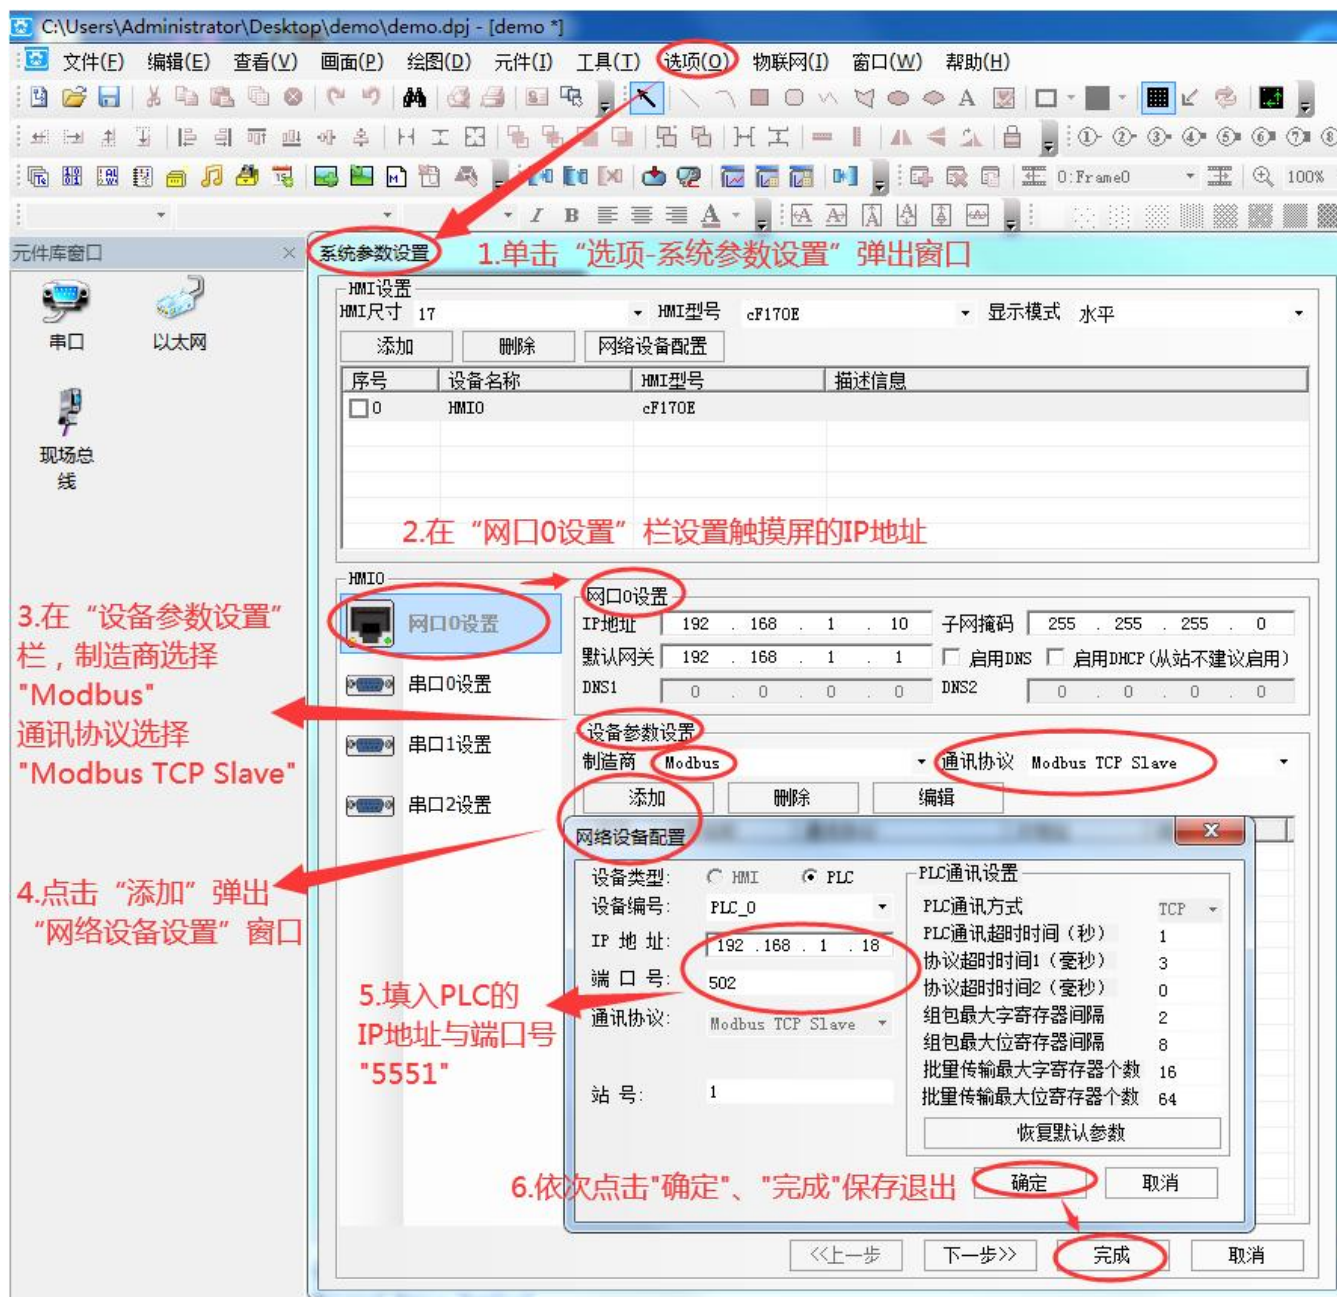 C:\Users\Administrator\Desktop\demo\demo.dpj - [demo *]
文件(F) 编辑(E) 查看(V) 画面(P) 绘图(D) 元件(I) 工具(T) 选项(O) 物联网(I) 窗口(W) 帮助(H)
0:Frame0 100%
元件库窗口
串口 以太网
现场总
线
系统参数设置
1.单击“选项-系统参数设置”弹出窗口
HMI设置
HMI尺寸 17 HMI型号 cF170E 显示模式 水平
添加 删除 网络设备配置
序号 设备名称 HMI型号 描述信息
0 HMI0 cF170E
2.在“网口0设置”栏设置触摸屏的IP地址
HMI0
网口0设置
串口0设置
串口1设置
串口2设置
3.在“设备参数设置”
栏，制造商选择
"Modbus"
通讯协议选择
"Modbus TCP Slave"
网口0设置
IP地址 192 . 168 . 1 . 10 子网掩码 255 . 255 . 255 . 0
默认网关 192 . 168 . 1 . 1 启用DNS 启用DHCP(从站不建议启用)
DNS1 0 . 0 . 0 . 0 DNS2 0 . 0 . 0 . 0
设备参数设置
制造商 Modbus 通讯协议 Modbus TCP Slave
添加 删除 编辑
4.点击“添加”弹出
“网络设备设置”窗口
网络设备配置
设备类型: HMI PLC
设备编号: PLC_0
IP 地 址: 192 .168 . 1 . 18
端 口 号: 502
通讯协议: Modbus TCP Slave
站 号: 1
5.填入PLC的
IP地址与端口号
"5551"
PLC通讯设置
PLC通讯方式 TCP
PLC通讯超时时间（秒） 1
协议超时时间1（毫秒） 3
协议超时时间2（毫秒） 0
组包最大字寄存器间隔 2
组包最大位寄存器间隔 8
批里传输最大字寄存器个数 16
批里传输最大位寄存器个数 64
恢复默认参数
6.依次点击"确定"、"完成"保存退出
确定 取消
<<上一步 下一步>> 完成 取消